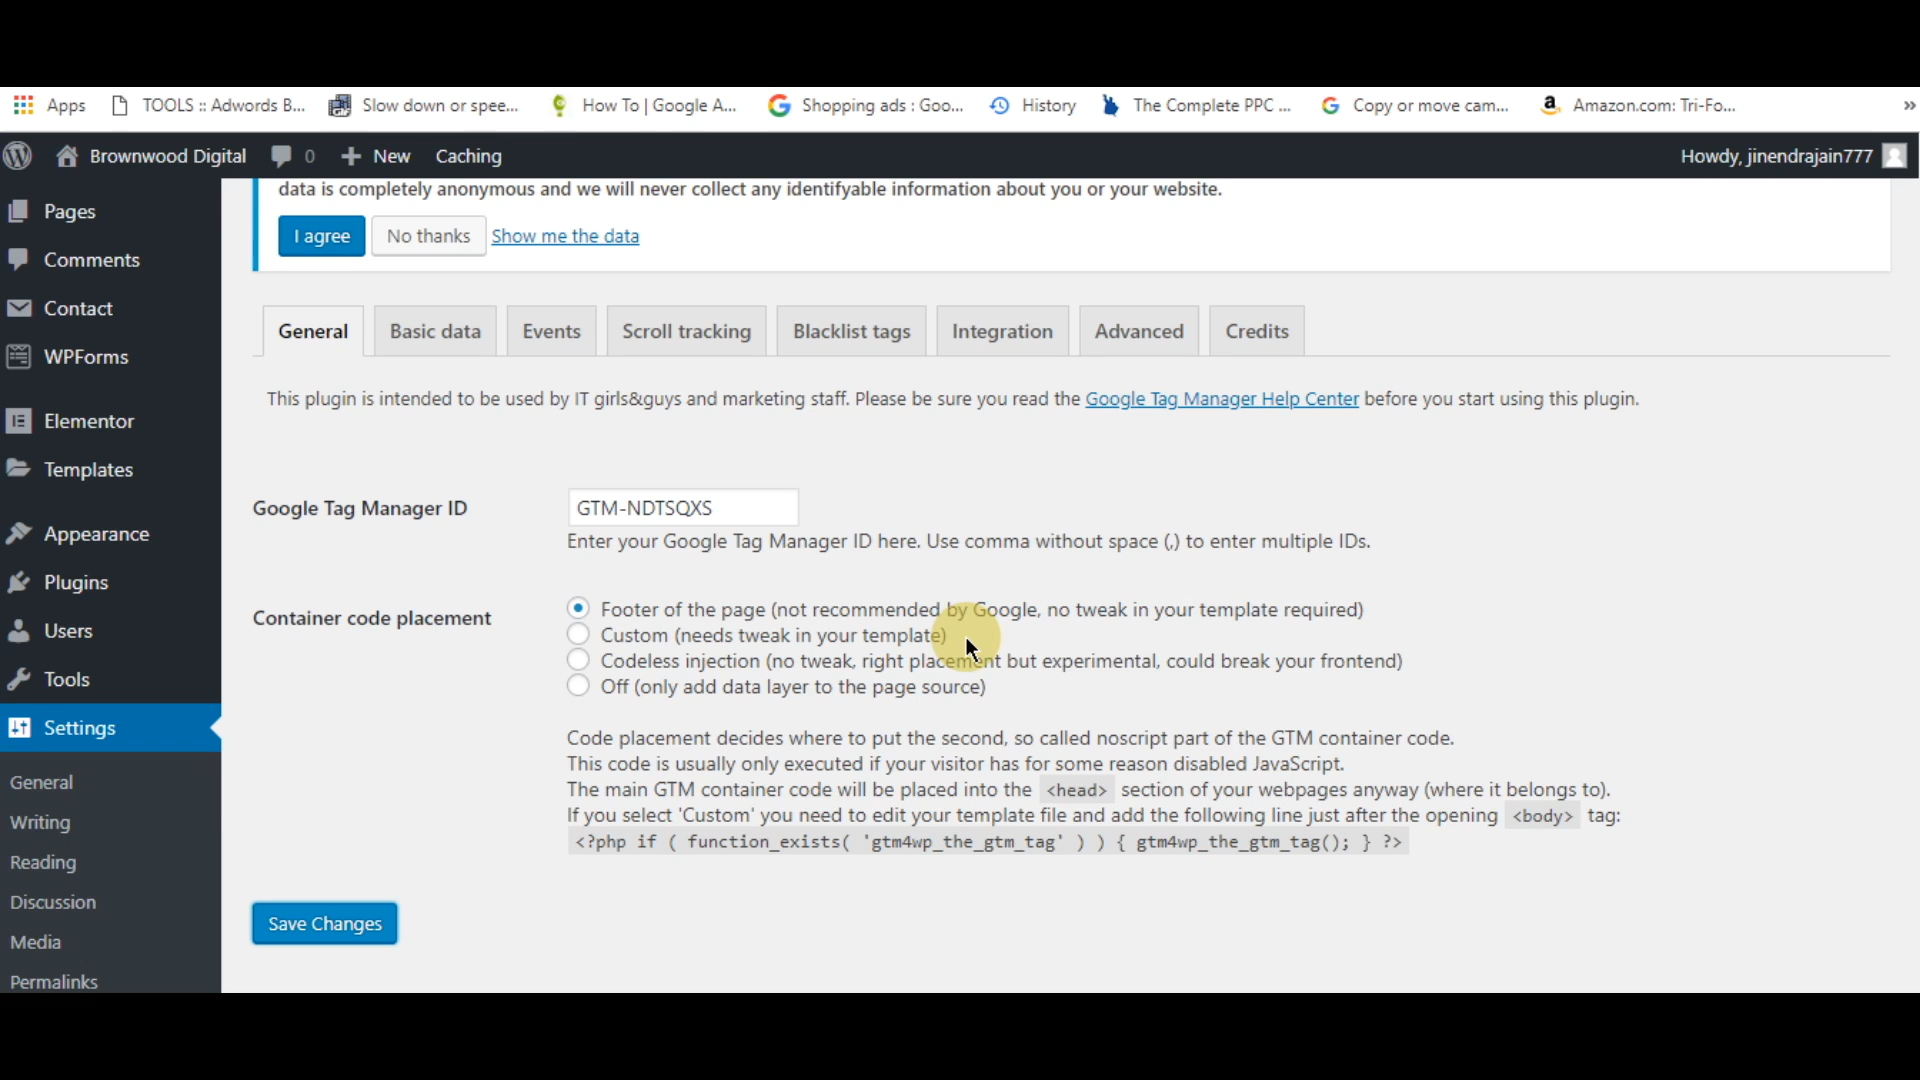 Apps TOOLS :: Adwords B... Slow down or spee... How To | Google A... Shopping ads : Goo... History The Complete PPC ... Copy or move cam... Amazon.com: Tri-Fo... »
Brownwood Digital 0 New Caching Howdy, jinendrajain777
data is completely anonymous and we will never collect any identifyable information about you or your website.
I agree No thanks Show me the data
Pages
Comments
Contact
WPForms
Elementor
Templates
Appearance
Plugins
Users
Tools
Settings
General
Writing
Reading
Discussion
Media
Permalinks
General Basic data Events Scroll tracking Blacklist tags Integration Advanced Credits
This plugin is intended to be used by IT girls&guys and marketing staff. Please be sure you read the Google Tag Manager Help Center before you start using this plugin.
Google Tag Manager ID GTM-NDTSQXS
Enter your Google Tag Manager ID here. Use comma without space (,) to enter multiple IDs.
Container code placement
Footer of the page (not recommended by Google, no tweak in your template required)
Custom (needs tweak in your template)
Codeless injection (no tweak, right placement but experimental, could break your frontend)
Off (only add data layer to the page source)
Code placement decides where to put the second, so called noscript part of the GTM container code.
This code is usually only executed if your visitor has for some reason disabled JavaScript.
The main GTM container code will be placed into the <head> section of your webpages anyway (where it belongs to).
If you select 'Custom' you need to edit your template file and add the following line just after the opening <body> tag:
<?php if ( function_exists( 'gtm4wp_the_gtm_tag' ) ) { gtm4wp_the_gtm_tag(); } ?>
Save Changes